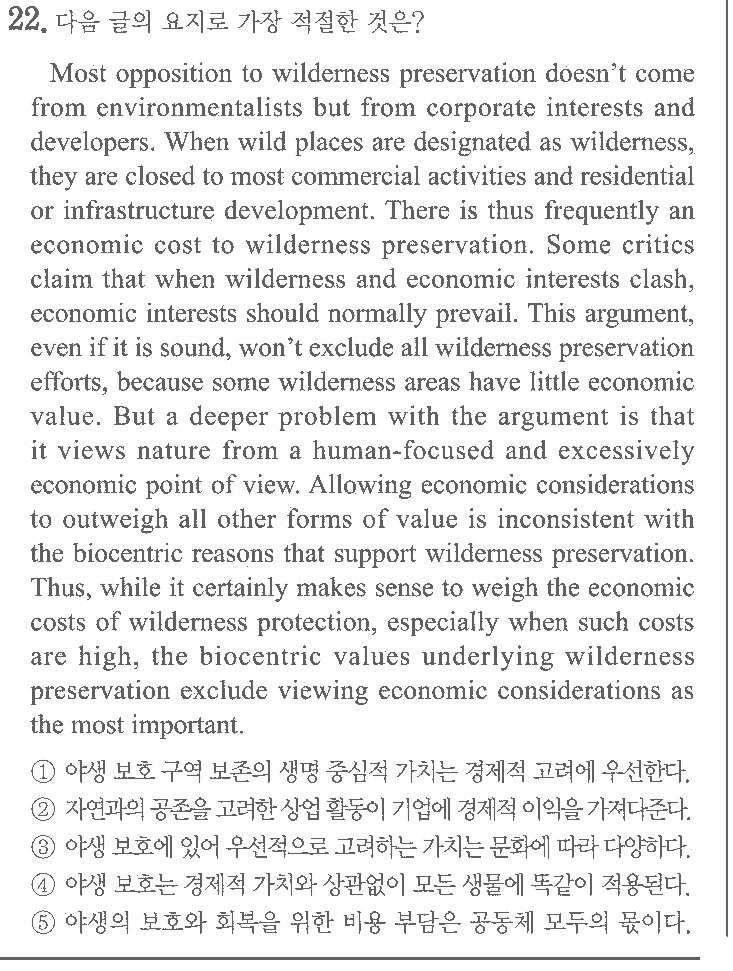 22. 다음 글의 요지로 가장 적절한 것은?
Most opposition to wilderness preservation doesn't come
from environmentalists but from corporate interests and
developers. When wild places are designated as wilderness,
they are closed to most commercial activities and residential
or infrastructure development. There is thus frequently an
economic cost to wilderness preservation. Some critics
claim that when wilderness and economic interests clash,
economic interests should normally prevail. This argument,
even if it is sound, won't exclude all wilderness preservation
efforts, because some wilderness areas have little economic
value. But a deeper problem with the argument is that
it views nature from a human-focused and excessively
economic point of view. Allowing economic considerations
to outweigh all other forms of value is inconsistent with
the biocentric reasons that support wilderness preservation.
Thus, while it certainly makes sense to weigh the economic
costs of wilderness protection, especially when such costs
are high, the biocentric values underlying wilderness
preservation exclude viewing economic considerations as
the most important.
① 야생 보호 구역 보존의 생명 중심적 가치는 경제적 고려에 우선한다.
② 자연과의 공존을 고려한 상업 활동이 기업에 경제적 이익을 가져다준다.
③ 야생 보호에 있어 우선적으로 고려하는 가치는 문화에 따라 다양하다.
④ 야생 보호는 경제적 가치와 상관없이 모든 생물에 똑같이 적용된다.
⑤ 야생의 보호와 회복을 위한 비용 부담은 공동체 모두의 몫이다.